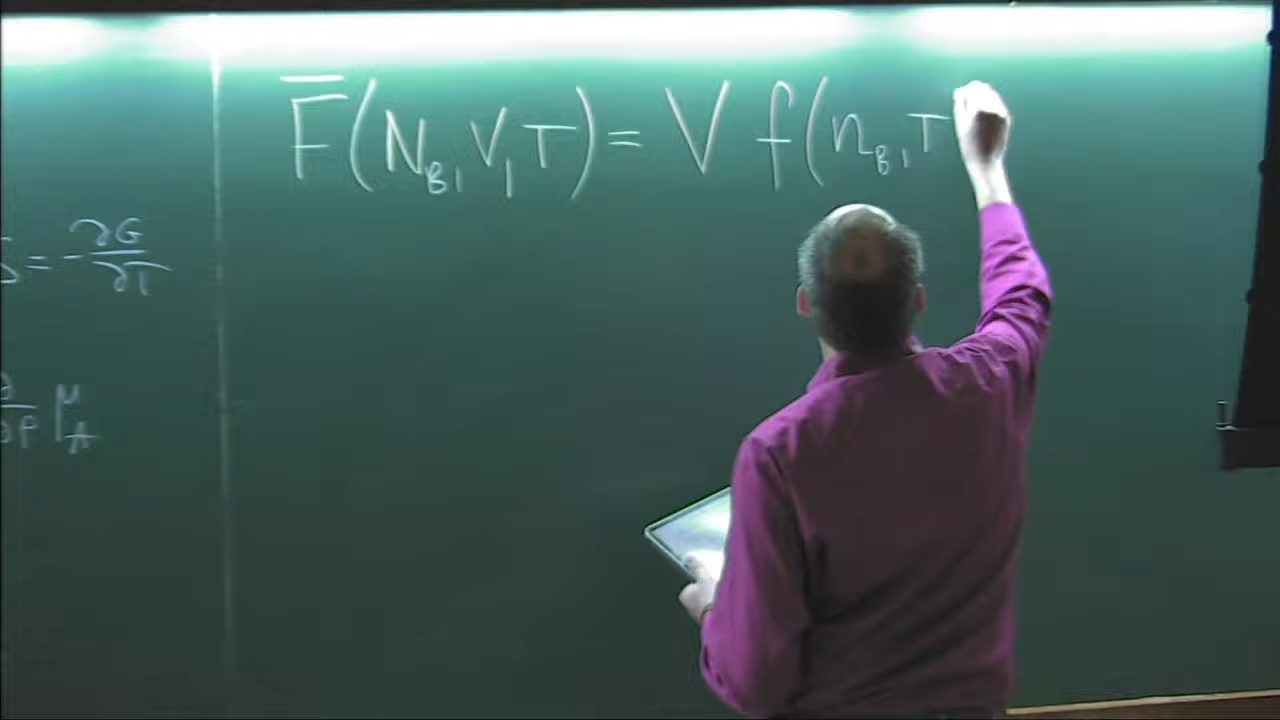 S = - ∂G/∂T
∂/∂P μ_A
F̄(N_B, V, T) = V f(n_B, T